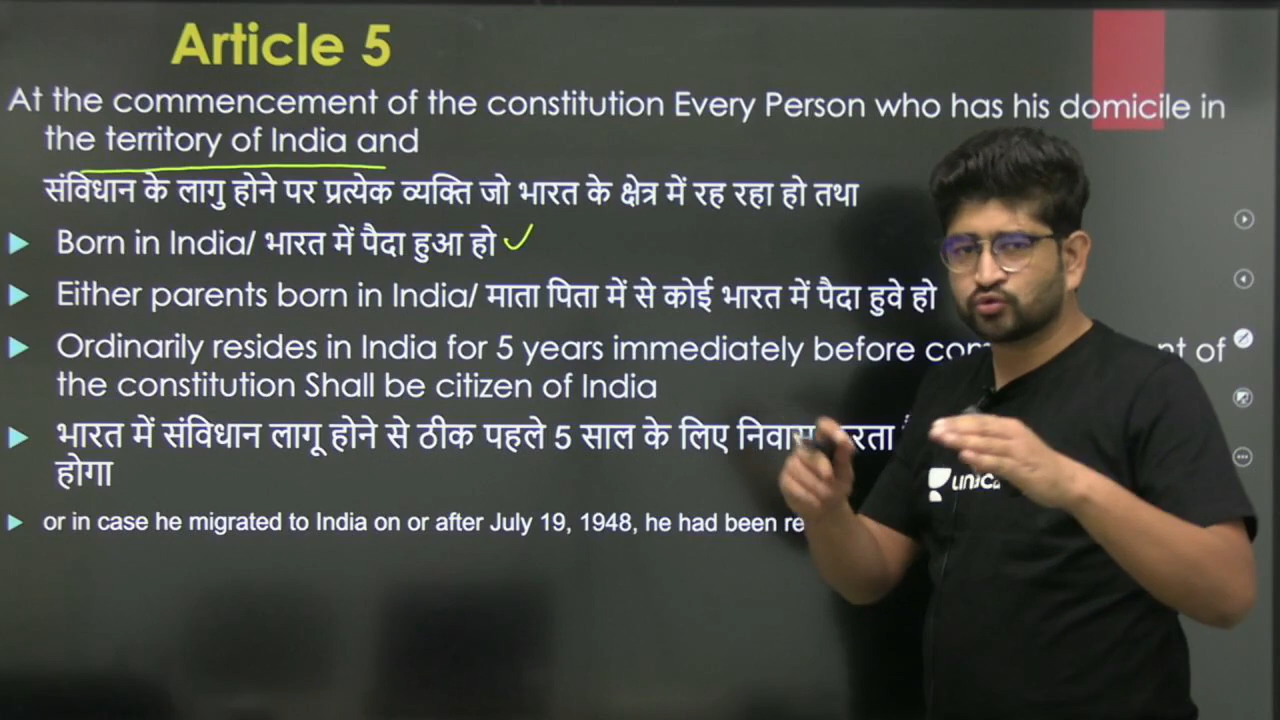 Article 5
At the commencement of the constitution Every Person who has his domicile in
the territory of India and
संविधान के लागु होने पर प्रत्येक व्यक्ति जो भारत के क्षेत्र में रह रहा हो तथा
Born in India/ भारत में पैदा हुआ हो
Either parents born in India/ माता पिता में से कोई भारत में पैदा हुवे हो
Ordinarily resides in India for 5 years immediately before of
the constitution Shall be citizen of India
भारत में संविधान लागू होने से ठीक पहले 5 साल के लिए
होगा
or in case he migrated to India on or after July 19, 1948, he had been